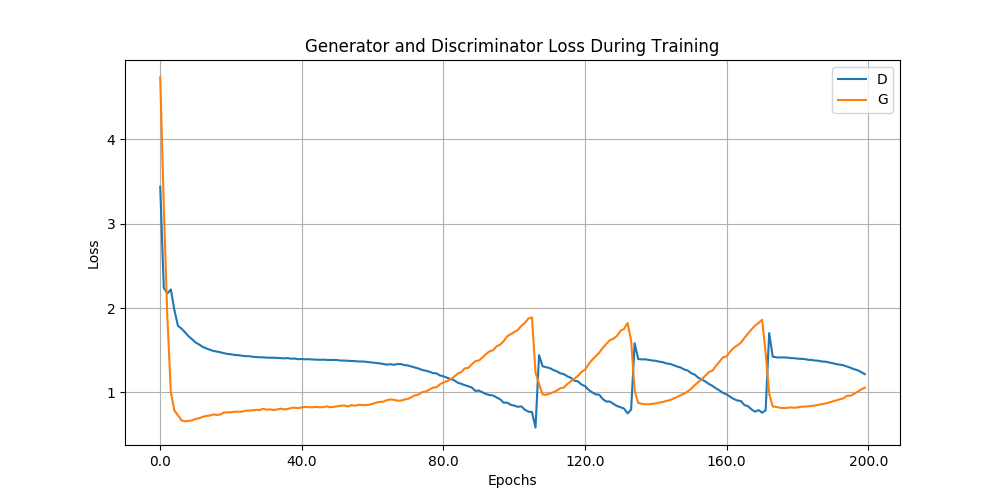 Generator and Discriminator Loss During Training
D
G
4
3
2
1
Loss
0.0 40.0 80.0 120.0 160.0 200.0
Epochs